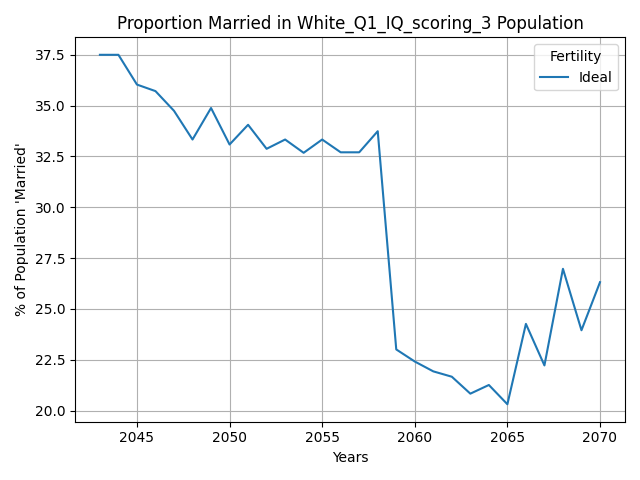 Proportion Married in White_Q1_IQ_scoring_3 Population
37.5
35.0
32.5
30.0
27.5
25.0
22.5
20.0
% of Population 'Married'
Fertility
Ideal
2045 2050 2055 2060 2065 2070
Years